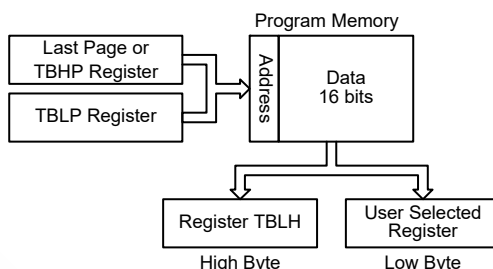 Program Memory
Last Page or
TBHP Register
TBLP Register
Address
Data
16 bits
Register TBLH
User Selected
Register
High Byte
Low Byte